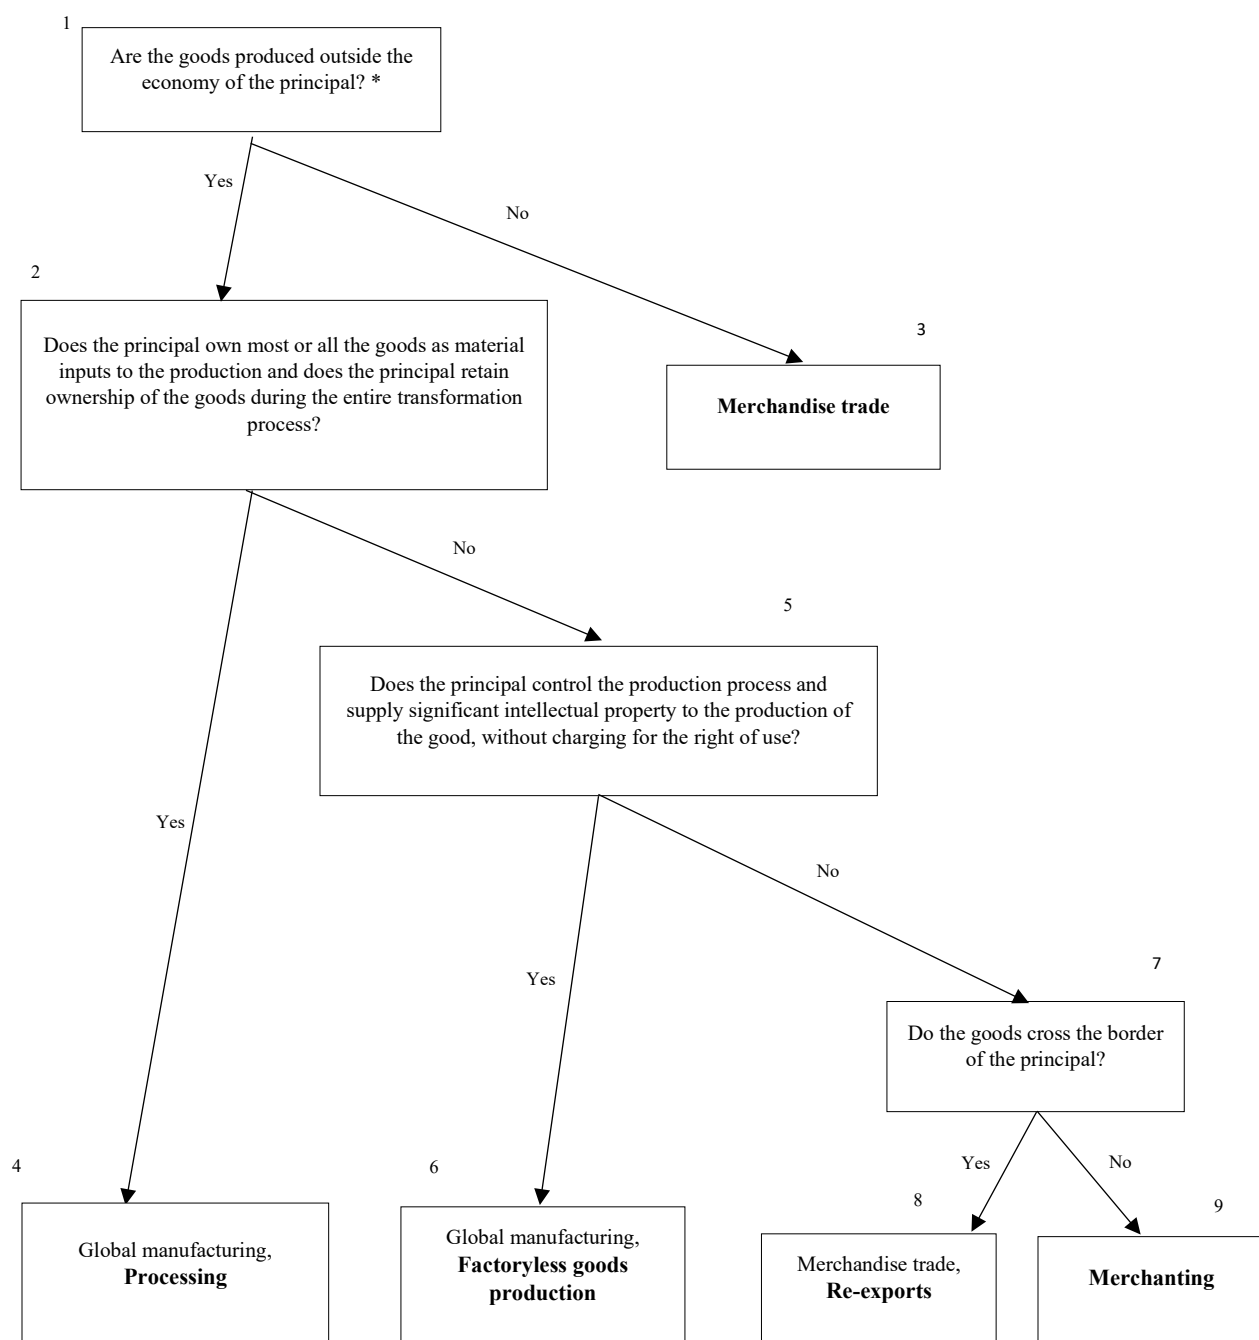 1
Are the goods produced outside the
economy of the principal? *
Yes
No
2
Does the principal own most or all the goods as material
inputs to the production and does the principal retain
ownership of the goods during the entire transformation
process?
3
Merchandise trade
No
5
Does the principal control the production process and
supply significant intellectual property to the production of
the good, without charging for the right of use?
Yes
No
Yes
7
Do the goods cross the border
of the principal?
Yes
No
4
Global manufacturing,
Processing
6
Global manufacturing,
Factoryless goods
production
8
Merchandise trade,
Re-exports
9
Merchanting